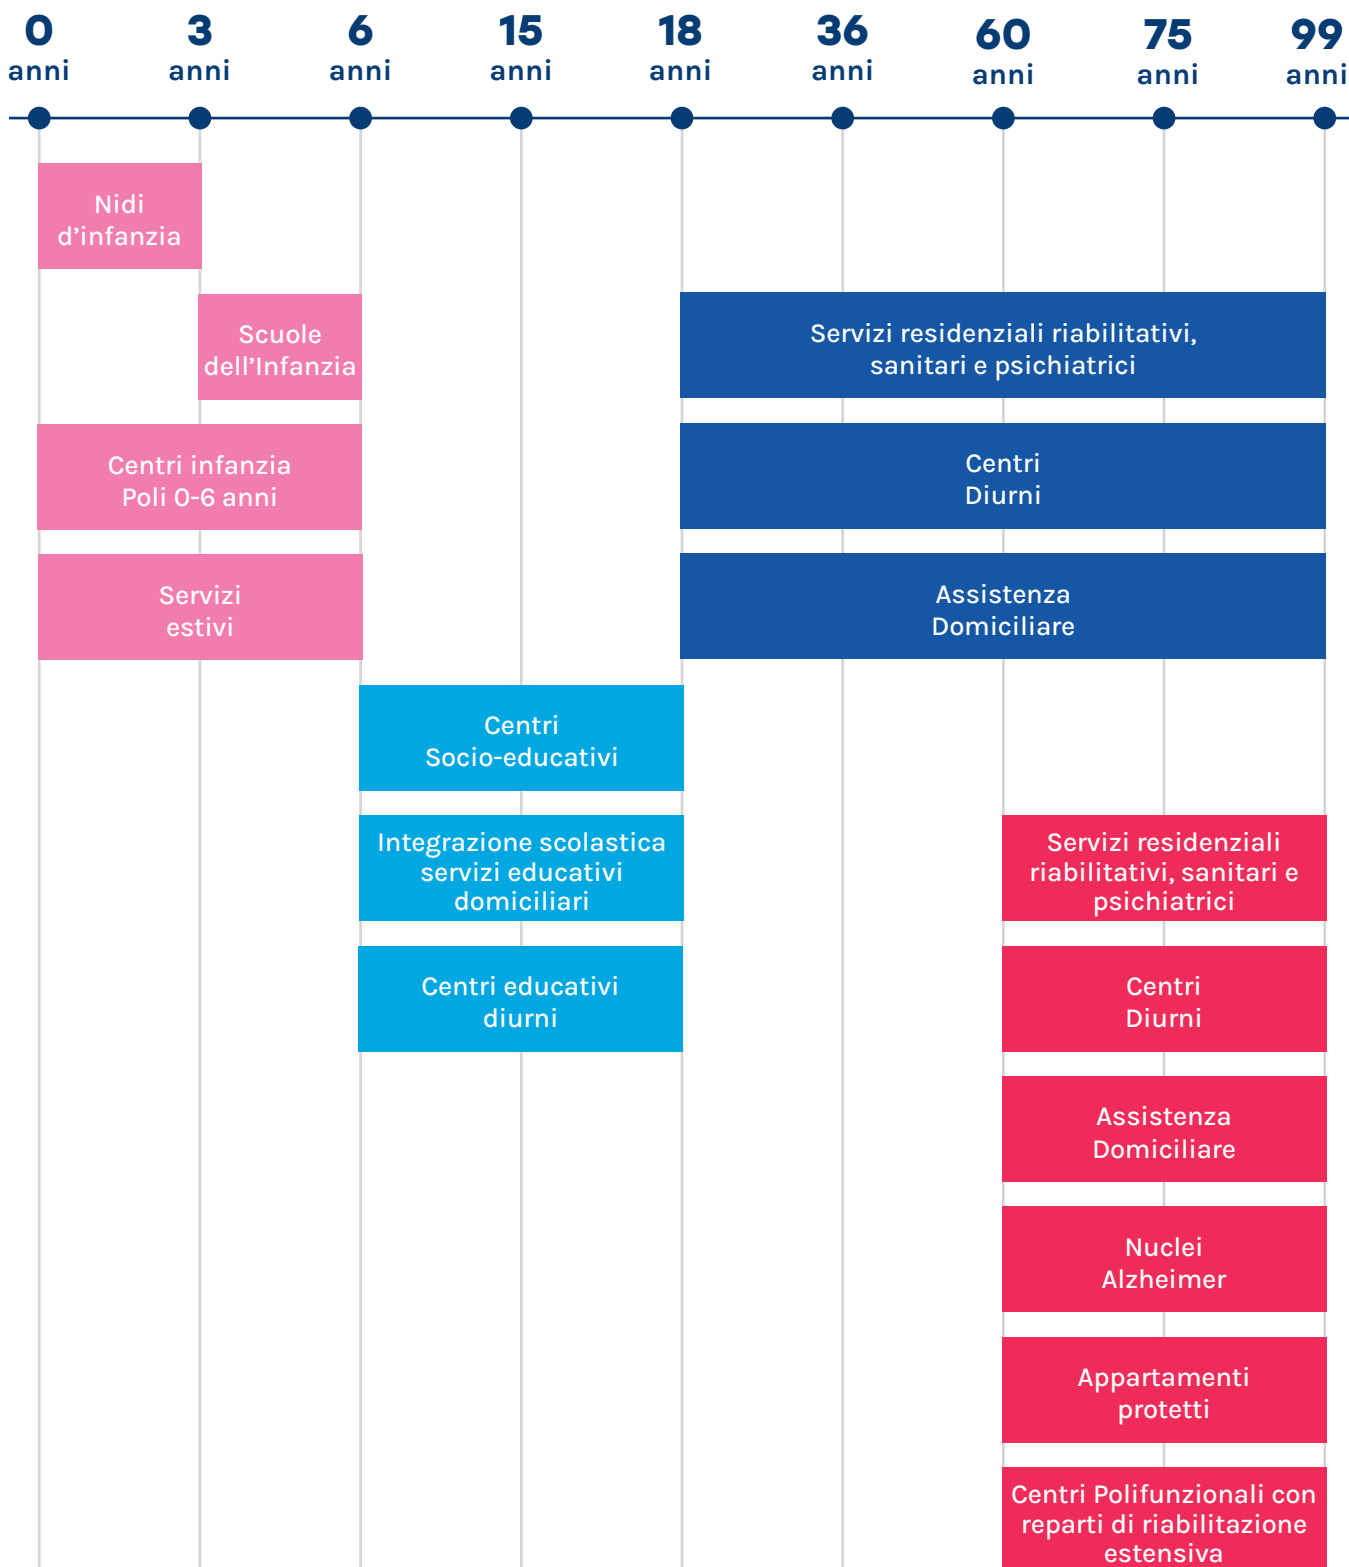 0 3 6 15 18 36 60 75 99
anni anni anni anni anni anni anni anni anni
Nidi
d’infanzia
Scuole
dell’Infanzia
Servizi residenziali riabilitativi,
sanitari e psichiatrici
Centri infanzia
Poli 0-6 anni
Centri
Diurni
Servizi
estivi
Assistenza
Domiciliare
Centri
Socio-educativi
Integrazione scolastica
servizi educativi
domiciliari
Servizi residenziali
riabilitativi, sanitari e
psichiatrici
Centri educativi
diurni
Centri
Diurni
Assistenza
Domiciliare
Nuclei
Alzheimer
Appartamenti
protetti
Centri Polifunzionali con
reparti di riabilitazione
estensiva